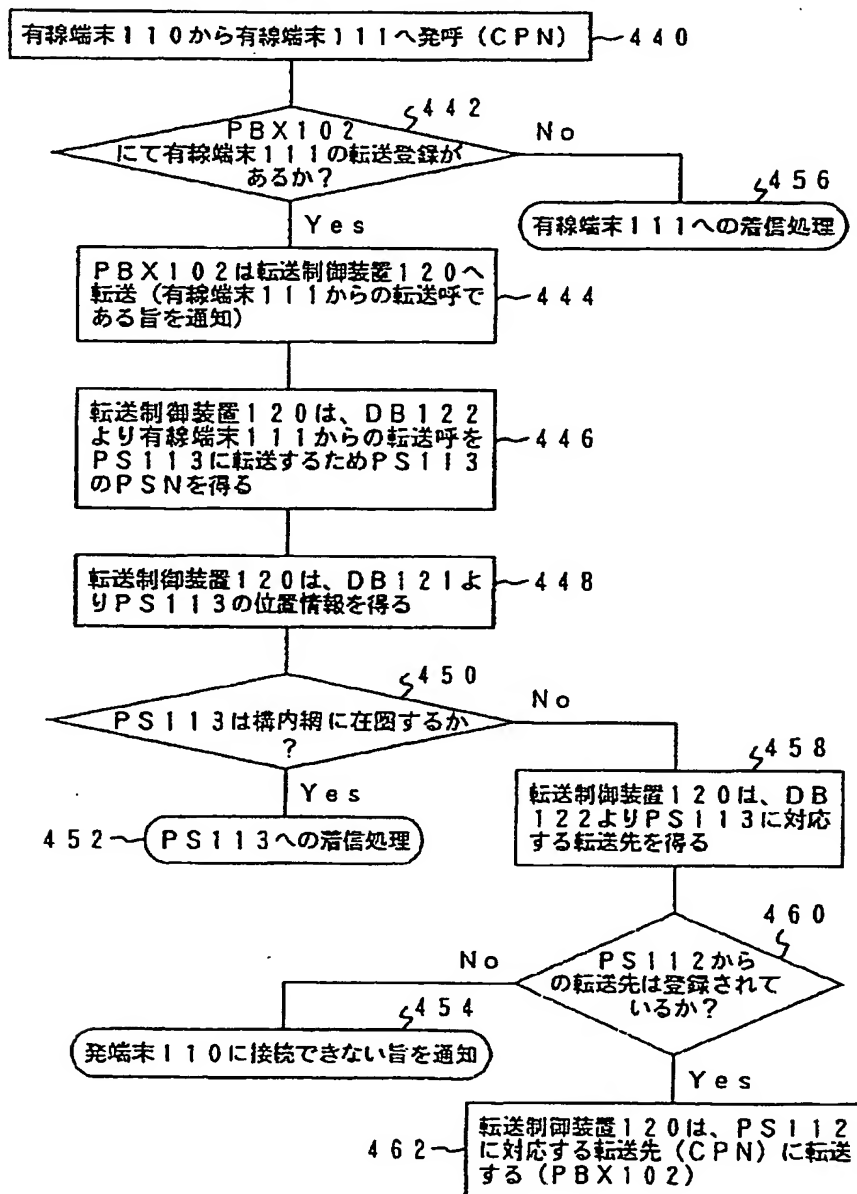 有線端末110から有線端末111へ発呼(CPN)
440
442
PBX102
にて有線端末111の転送登録が
あるか?
No
Yes
456
有線端末111への着信処理
PBX102は転送制御装置120へ
転送(有線端末111からの転送呼で
ある旨を通知)
444
転送制御装置120は、DB122
より有線端末111からの転送呼を
PS113に転送するためPS113
のPSNを得る
446
転送制御装置120は、DB121よ
りPS113の位置情報を得る
448
450
PS113は構内網に在圏するか
?
No
Yes
452
PS113への着信処理
458
転送制御装置120は、DB
122よりPS113に対応
する転送先を得る
460
PS112から
の転送先は登録されて
いるか?
No
454
発端末110に接続できない旨を通知
Yes
462
転送制御装置120は、PS112
に対応する転送先(CPN)に転送
する(PBX102)